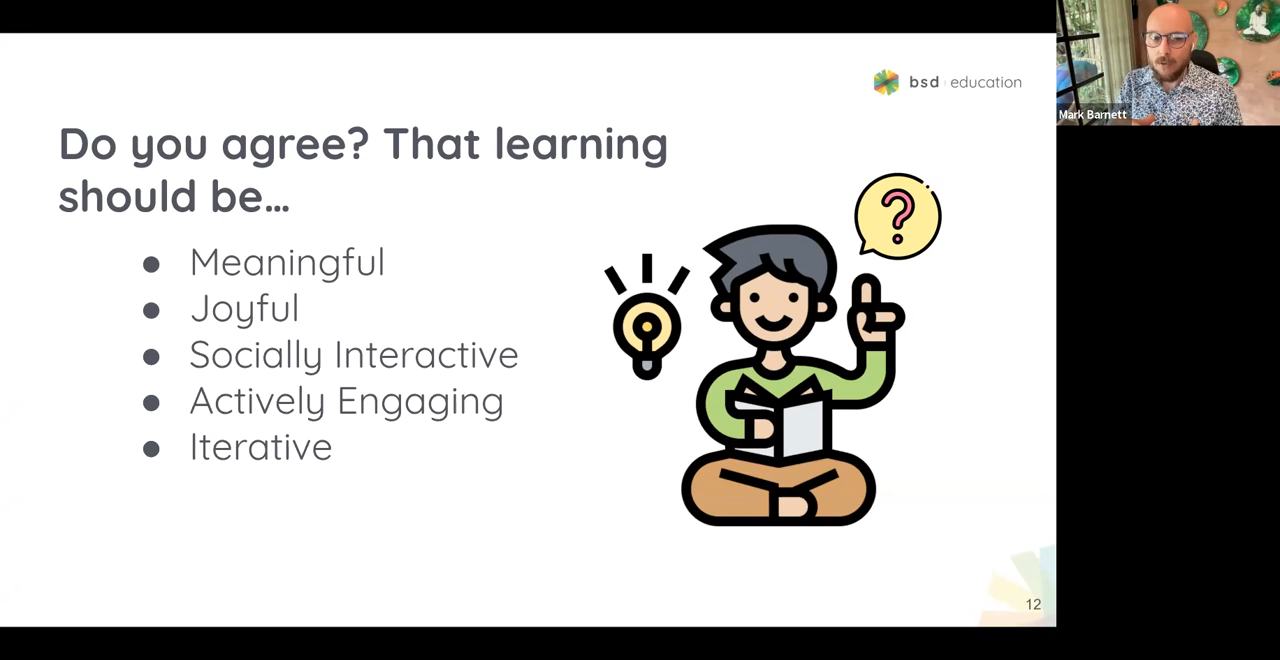 bsd education
Do you agree? That learning
should be...
● Meaningful
● Joyful
● Socially Interactive
● Actively Engaging
● Iterative
?
12
Mark Barnett